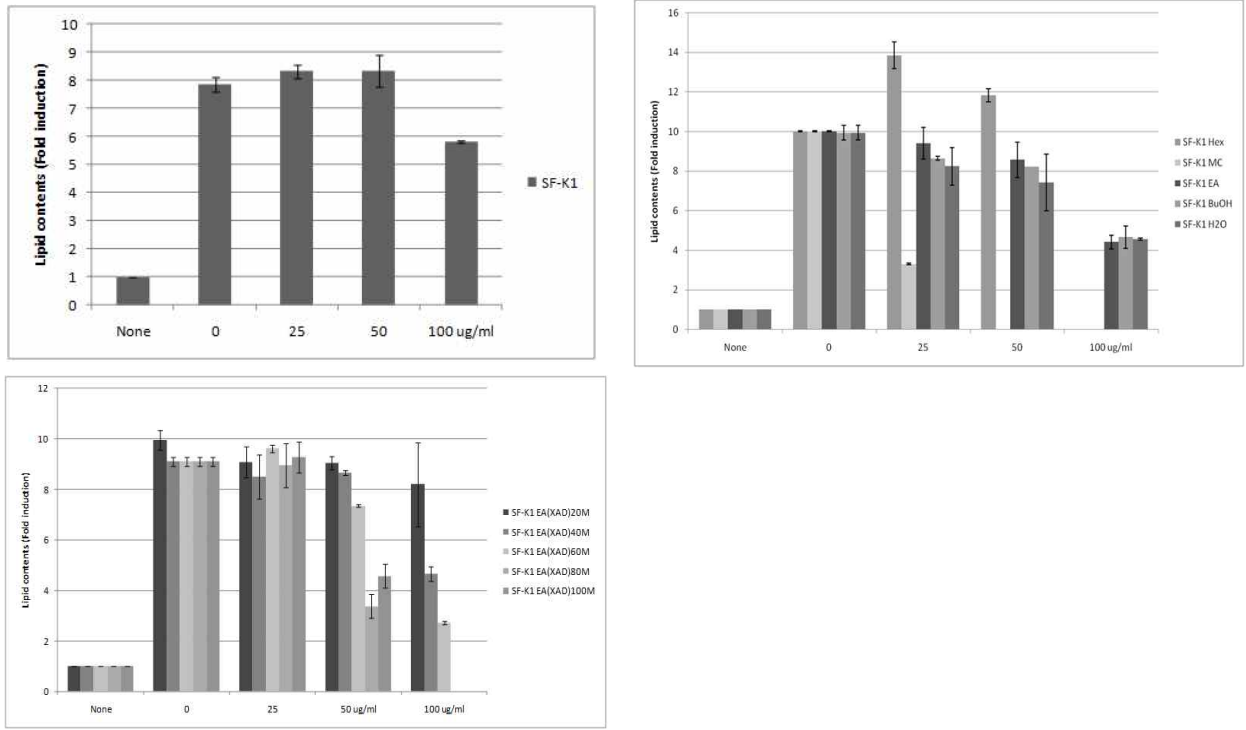 Lipid contents (Fold induction)
10
9
8
7
6
5
4
3
2
1
0
None 0 25 50 100 ug/ml
SF-K1
Lipid contents (Fold induction)
16
14
12
10
8
6
4
2
0
None 0 25 50 100 ug/ml
SF-K1 Hex
SF-K1 MC
SF-K1 EA
SF-K1 BuOH
SF-K1 H2O
Lipid contents (Fold induction)
12
10
8
6
4
2
0
None 0 25 50 ug/ml 100 ug/ml
SF-K1 EA(XAD)20M
SF-K1 EA(XAD)40M
SF-K1 EA(XAD)60M
SF-K1 EA(XAD)80M
SF-K1 EA(XAD)100M